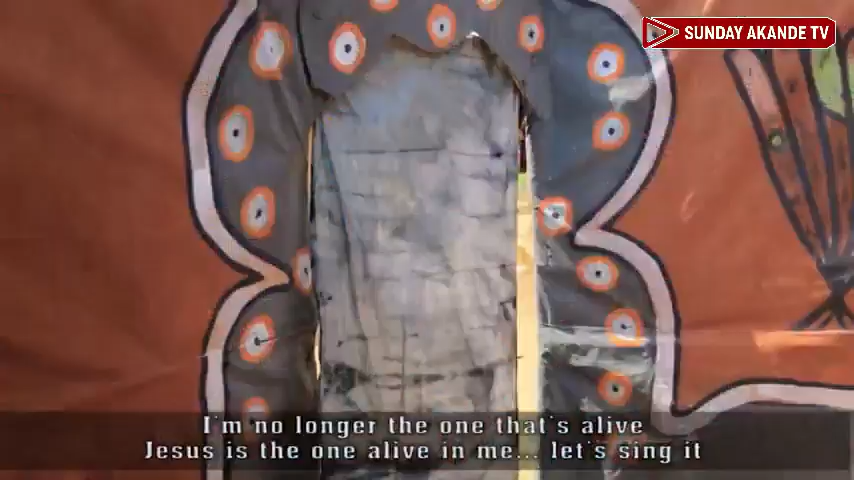 SUNDAY AKANDE TV
I'm no longer the one that's alive
Jesus is the one alive in me... let's sing it